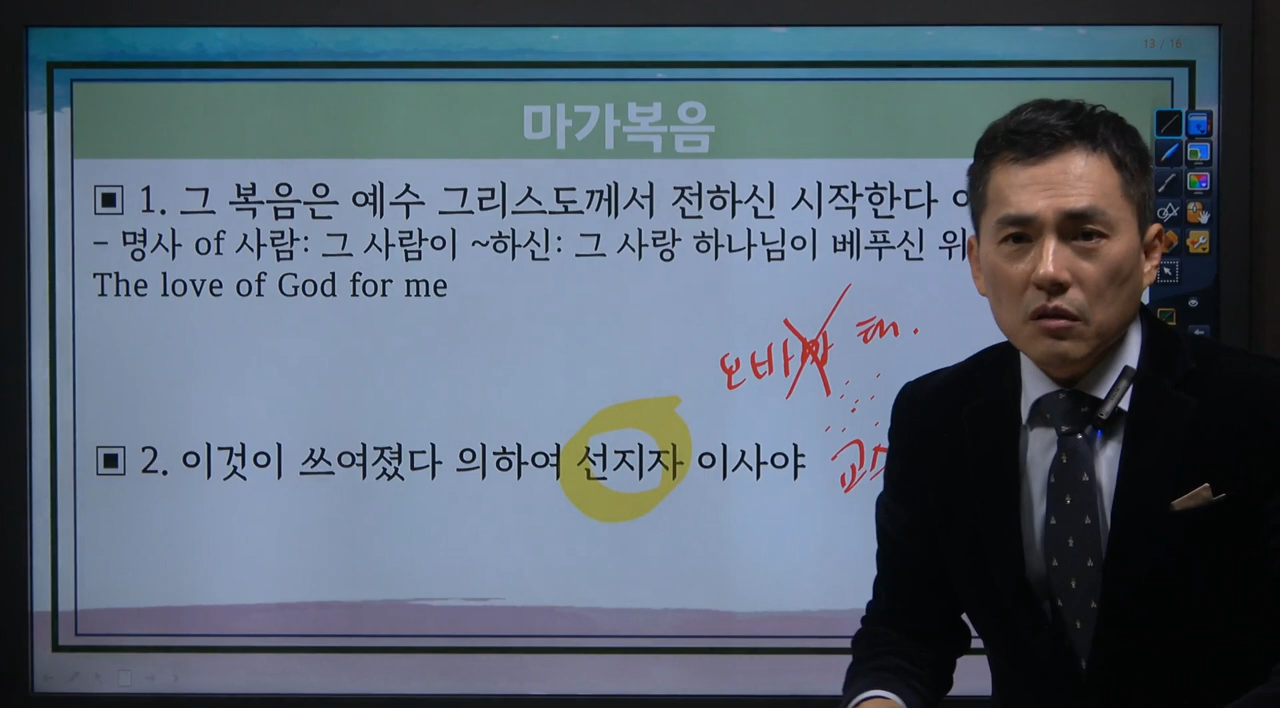 13 / 16
마가복음
▣ 1. 그 복음은 예수 그리스도께서 전하신 시작한다
– 명사 of 사람: 그 사람이 ~하신: 그 사랑 하나님이 베푸신 위
The love of God for me
▣ 2. 이것이 쓰여졌다 의하여 선지자 이사야